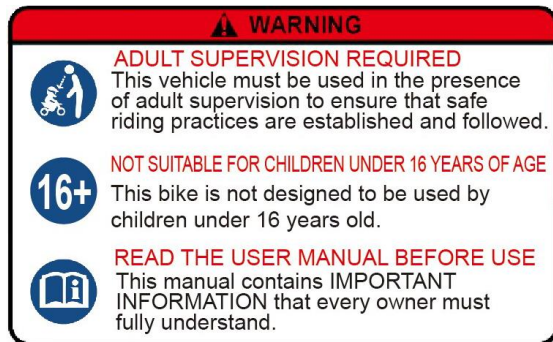 WARNING
ADULT SUPERVISION REQUIRED
This vehicle must be used in the presence
of adult supervision to ensure that safe
riding practices are established and followed.
16+
NOT SUITABLE FOR CHILDREN UNDER 16 YEARS OF AGE
This bike is not designed to be used by
children under 16 years old.
READ THE USER MANUAL BEFORE USE
This manual contains IMPORTANT
INFORMATION that every owner must
fully understand.